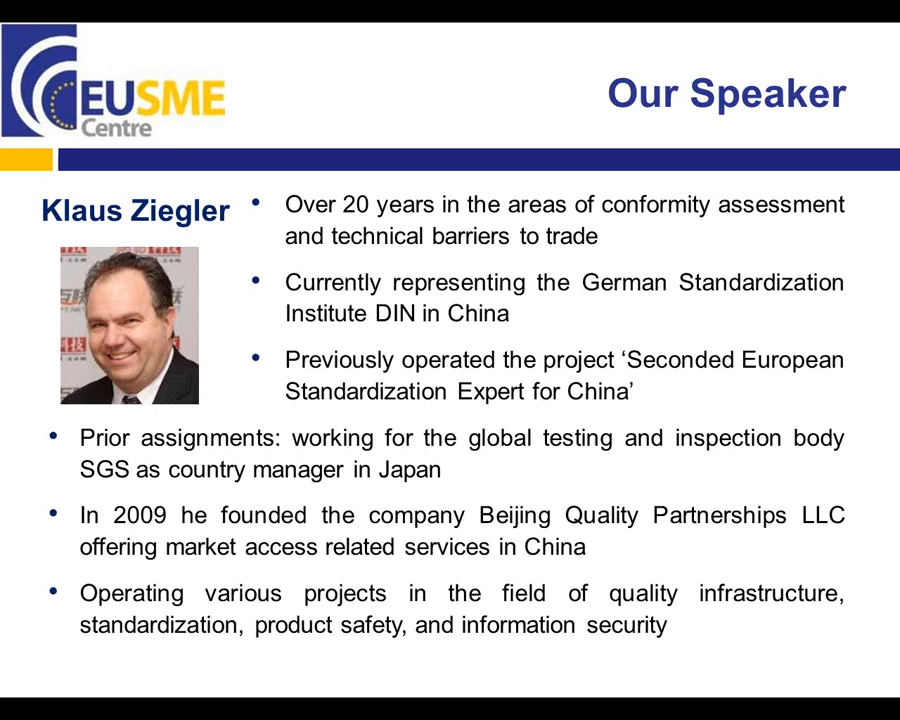 EUSME
Centre
Our Speaker
Klaus Ziegler
• Over 20 years in the areas of conformity assessment
and technical barriers to trade
• Currently representing the German Standardization
Institute DIN in China
• Previously operated the project ‘Seconded European
Standardization Expert for China’
• Prior assignments: working for the global testing and inspection body
SGS as country manager in Japan
• In 2009 he founded the company Beijing Quality Partnerships LLC
offering market access related services in China
• Operating various projects in the field of quality infrastructure,
standardization, product safety, and information security